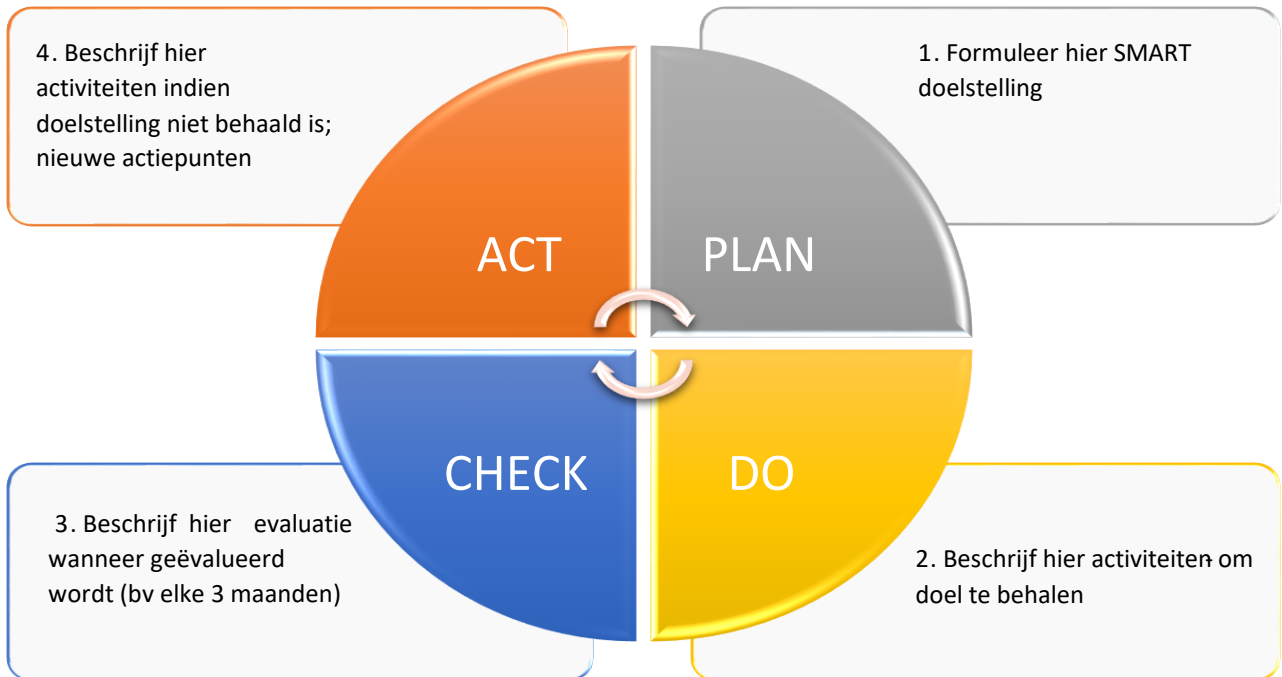 4. Beschrijf hier
activiteiten indien
doelstelling niet behaald is;
nieuwe actiepunten
1. Formuleer hier SMART
doelstelling
ACT
PLAN
CHECK
DO
3. Beschrijf hier evaluatie
wanneer geëvalueerd
wordt (bv elke 3 maanden)
2. Beschrijf hier activiteiten om
doel te behalen